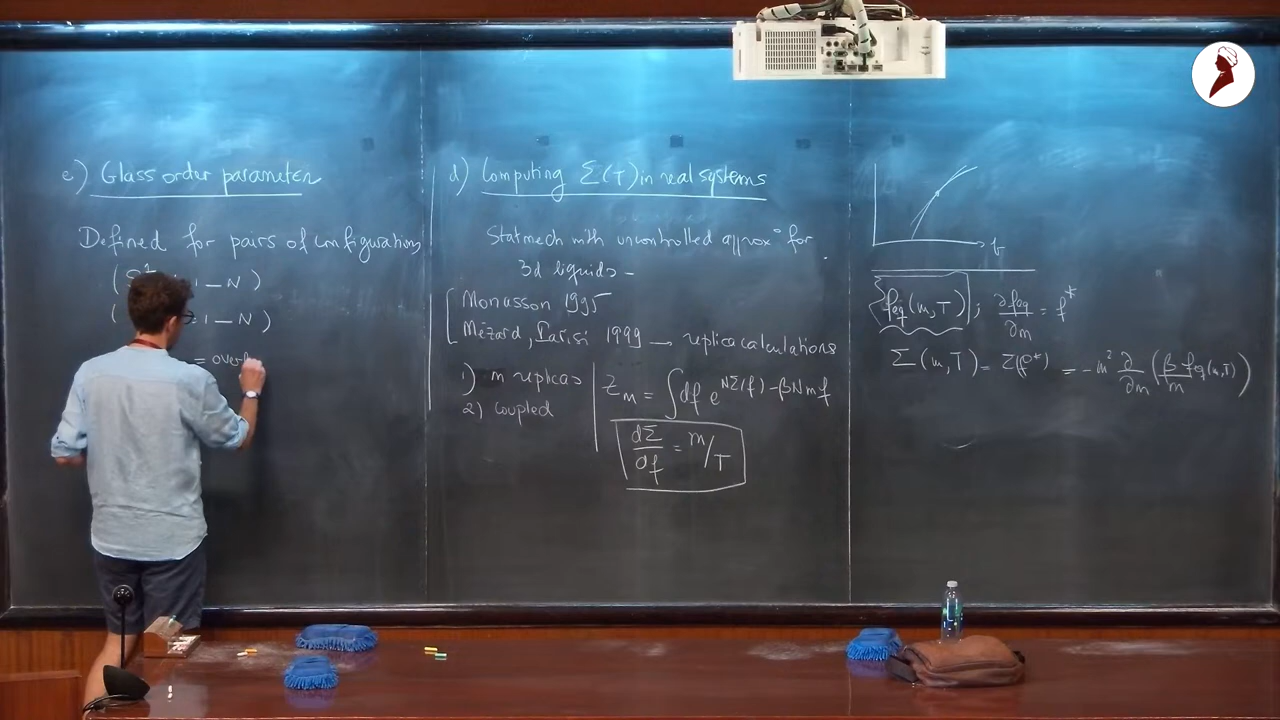 e) Glass order parameter
Defined for pairs of configurations
i – N )
= 1 – N )
= over
d) Computing Σ(T) in real systems
Statmech with uncontrolled approx° for
3d liquids –
Monasson 1995
Mézard, Parisi 1999 → replica calculations
1) m replicas
2) coupled
Z_m = ∫df e^{NΣ(f) – βNmf}
dΣ/df = m/T
f
f_eq(m,T) ; ∂f_eq/∂m = f*
Σ(m,T) = Σ(f*) = –m² ∂/∂m (β/m f_eq(m,T))